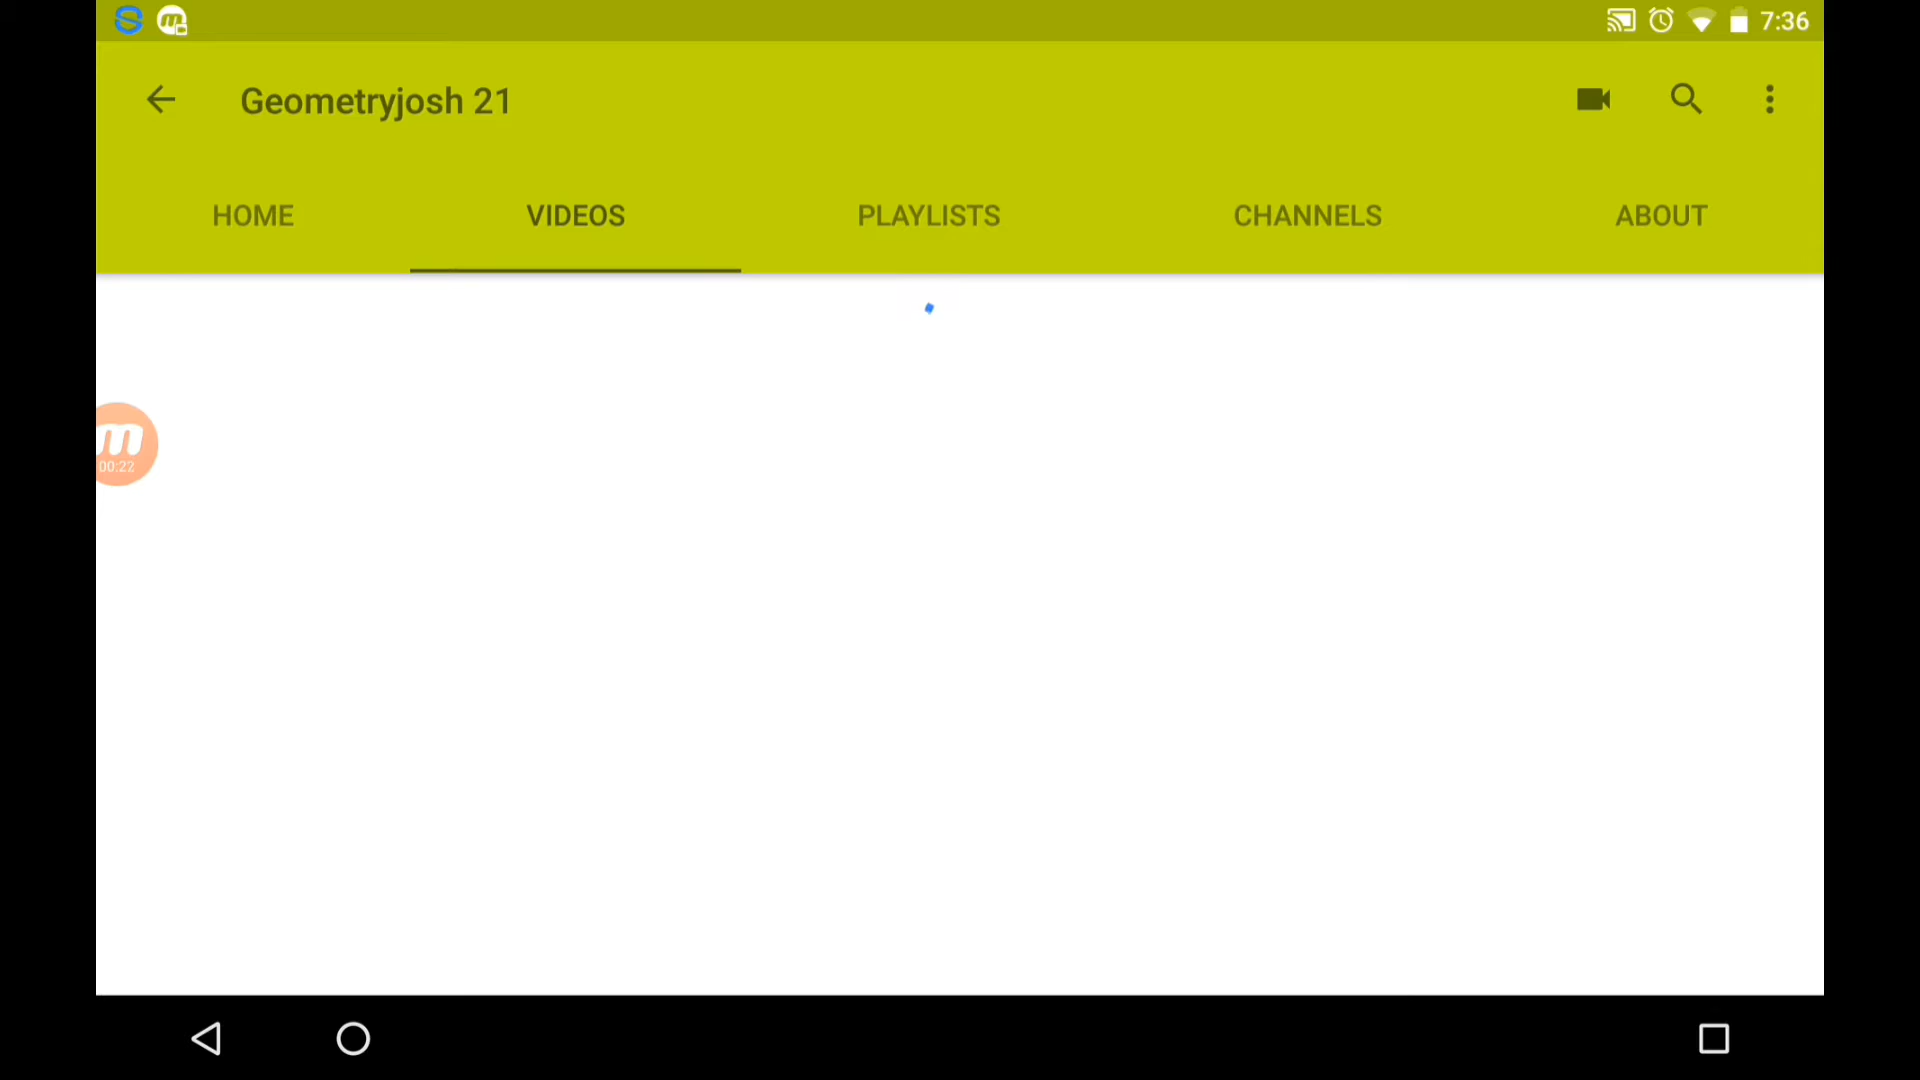 7:36
Geometryjosh 21
HOME VIDEOS PLAYLISTS CHANNELS ABOUT
m
00:22